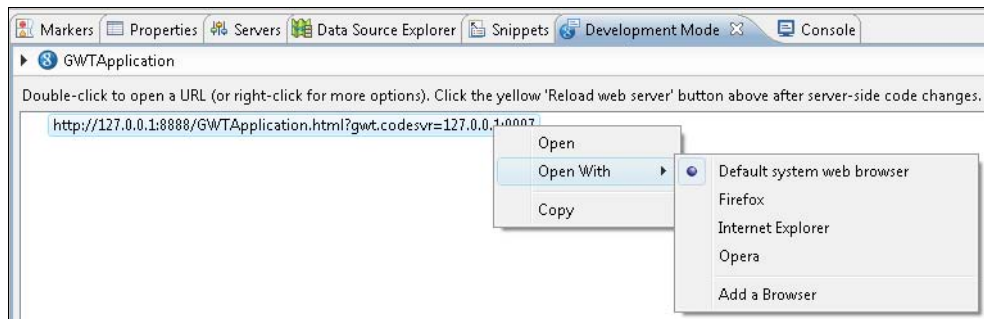 Markers Properties Servers Data Source Explorer Snippets Development Mode Console
GWTApplication
Double-click to open a URL (or right-click for more options). Click the yellow 'Reload web server' button above after server-side code changes.
http://127.0.0.1:8888/GWTApplication.html?gwt.codesvr=127.0.0.1:9997
Open
Open With
Copy
Default system web browser
Firefox
Internet Explorer
Opera
Add a Browser